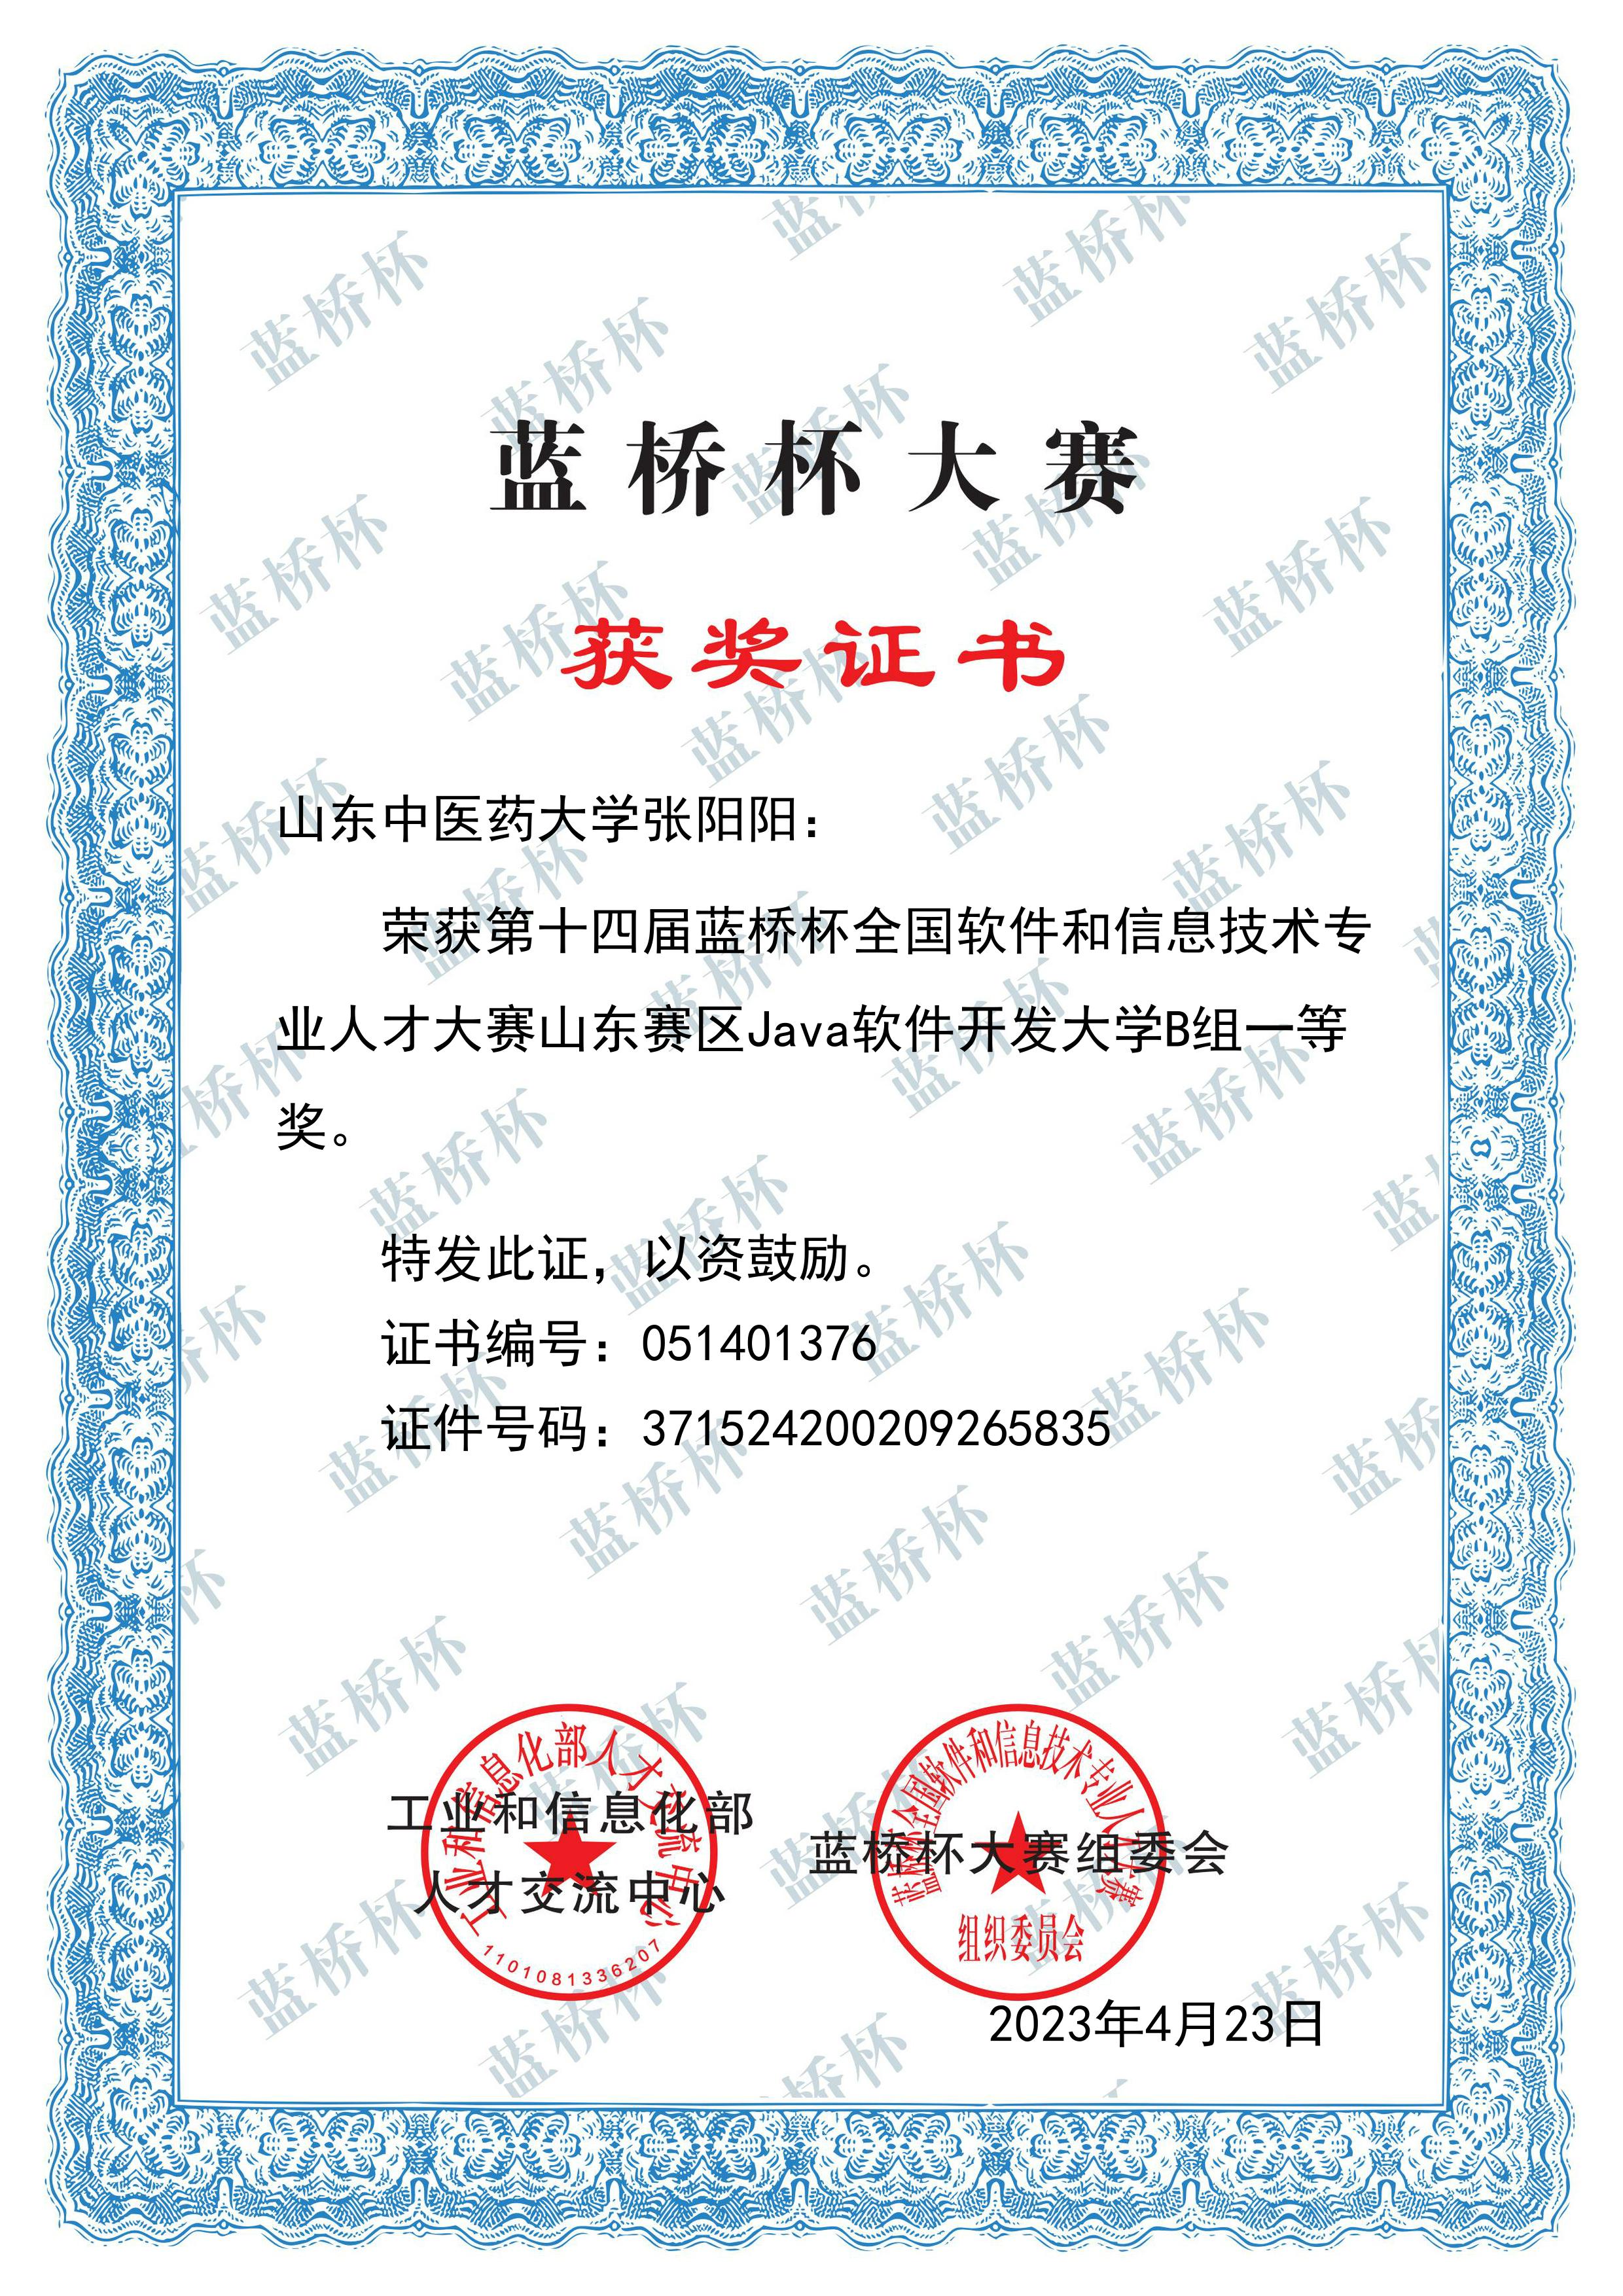 蓝桥杯大赛
获奖证书
山东中医药大学张阳阳：
荣获第十四届蓝桥杯全国软件和信息技术专
业人才大赛山东赛区Java软件开发大学B组一等
奖。
特发此证，以资鼓励。
证书编号：051401376
证件号码：371524200209265835
工业和信息化部人才交流中心
1101081336207
工业和信息化部
人才交流中心
蓝桥杯全国软件和信息技术专业人才大赛
组织委员会
蓝桥杯大赛组委会
2023年4月23日
蓝桥杯